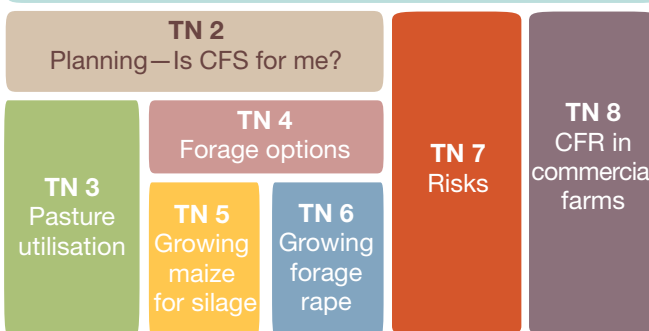 TN 2
Planning—Is CFS for me?
TN 3
Pasture
utilisation
TN 4
Forage options
TN 5
Growing
maize
for silage
TN 6
Growing
forage
rape
TN 7
Risks
TN 8
CFR in
commercia
farms